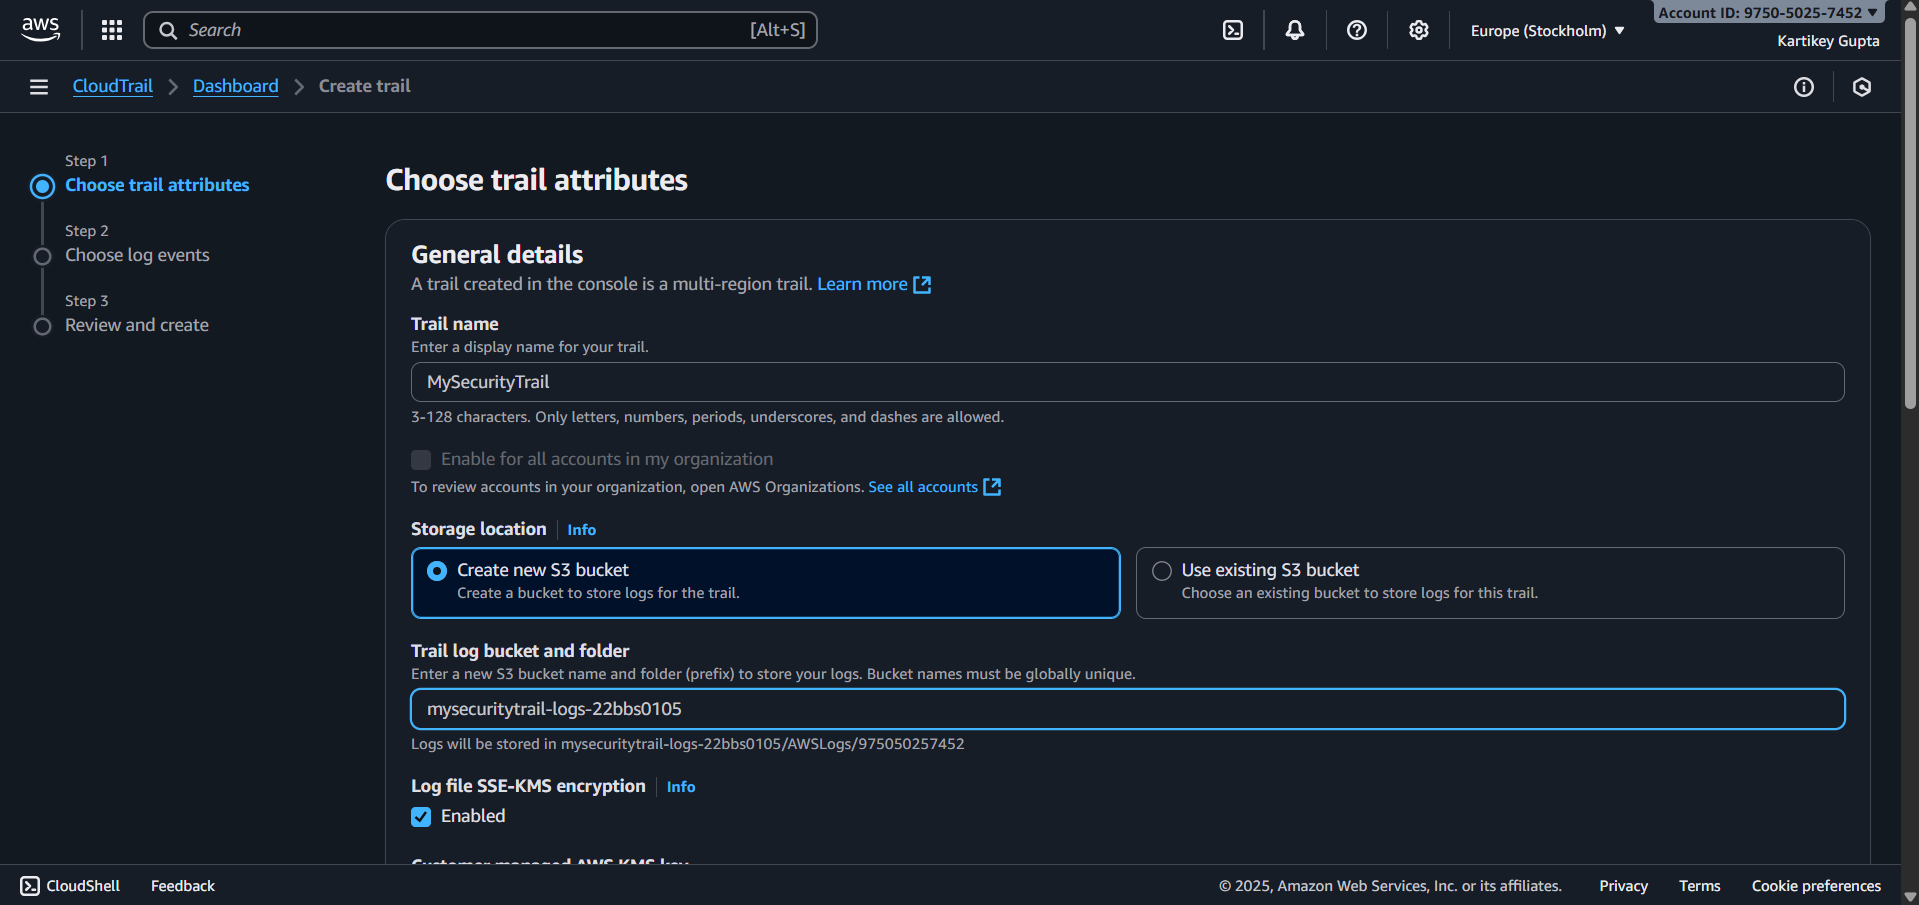 aws
Search [Alt+S]
Europe (Stockholm)
Account ID: 9750-5025-7452
Kartikey Gupta
CloudTrail > Dashboard > Create trail
Step 1
Choose trail attributes
Step 2
Choose log events
Step 3
Review and create
Choose trail attributes
General details
A trail created in the console is a multi-region trail. Learn more
Trail name
Enter a display name for your trail.
MySecurityTrail
3-128 characters. Only letters, numbers, periods, underscores, and dashes are allowed.
Enable for all accounts in my organization
To review accounts in your organization, open AWS Organizations. See all accounts
Storage location Info
Create new S3 bucket
Create a bucket to store logs for the trail.
Use existing S3 bucket
Choose an existing bucket to store logs for this trail.
Trail log bucket and folder
Enter a new S3 bucket name and folder (prefix) to store your logs. Bucket names must be globally unique.
mysecuritytrail-logs-22bbs0105
Logs will be stored in mysecuritytrail-logs-22bbs0105/AWSLogs/975050257452
Log file SSE-KMS encryption Info
Enabled
Customer managed AWS KMS key
CloudShell Feedback © 2025, Amazon Web Services, Inc. or its affiliates. Privacy Terms Cookie preferences